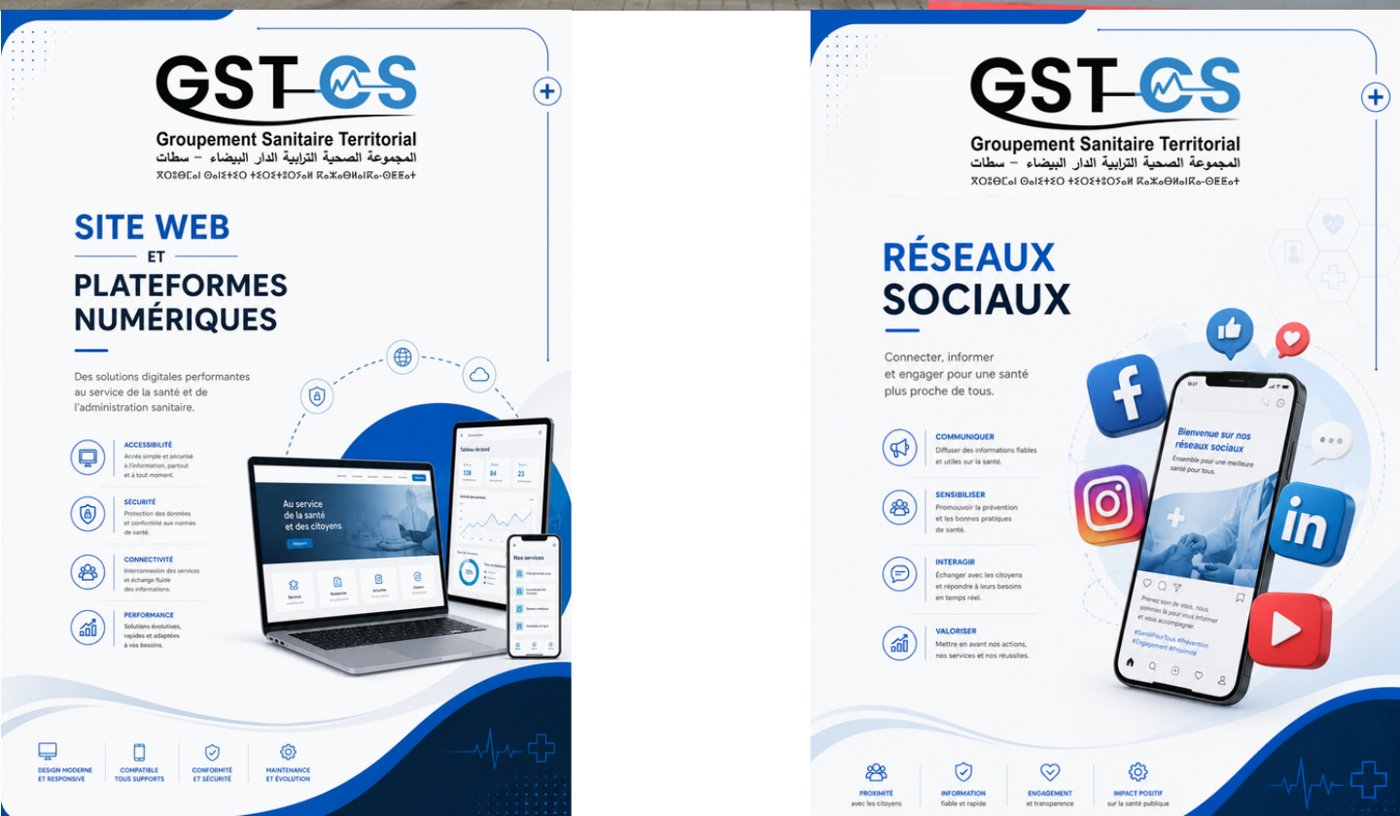 GST CS
Groupement Sanitaire Territorial
المجموعة الصحية الترابية الدار البيضاء – سطات
SITE WEB
ET
PLATEFORMES
NUMÉRIQUES
Des solutions digitales performantes
au service de la santé et de
l'administration sanitaire.
ACCESSIBILITÉ
Accès simple et sécurisé
à l'information, partout
et à tout moment.
SÉCURITÉ
Protection des données
et conformité aux normes
de santé.
CONNECTIVITÉ
Interconnexion des services
et échange fluide
des informations.
PERFORMANCE
Solutions évolutives,
rapides et adaptées
à vos besoins.
Au service
de la santé
et des citoyens
Tableau de bord
128
84
23
72%
Nos services
DESIGN MODERNE
ET RESPONSIVE
COMPATIBLE
TOUS SUPPORTS
CONFORMITÉ
ET SÉCURITÉ
MAINTENANCE
ET ÉVOLUTION
GST CS
Groupement Sanitaire Territorial
المجموعة الصحية الترابية الدار البيضاء – سطات
RÉSEAUX
SOCIAUX
Connecter, informer
et engager pour une santé
plus proche de tous.
COMMUNIQUER
Diffuser des informations fiables
et utiles sur la santé.
SENSIBILISER
Promouvoir la prévention
et les bonnes pratiques
de santé.
INTERAGIR
Échanger avec les citoyens
et répondre à leurs besoins
en temps réel.
VALORISER
Mettre en avant nos actions,
nos services et nos réussites.
Bienvenue sur nos
réseaux sociaux
Ensemble pour une meilleure
santé pour tous.
Prenez soin de vous, nous
sommes là pour vous informer
et vous accompagner.
#SantéPourTous #Prévention
#Engagement #Proximité
f
in
PROXIMITÉ
avec les citoyens
INFORMATION
fiable et rapide
ENGAGEMENT
et transparence
IMPACT POSITIF
sur la santé publique